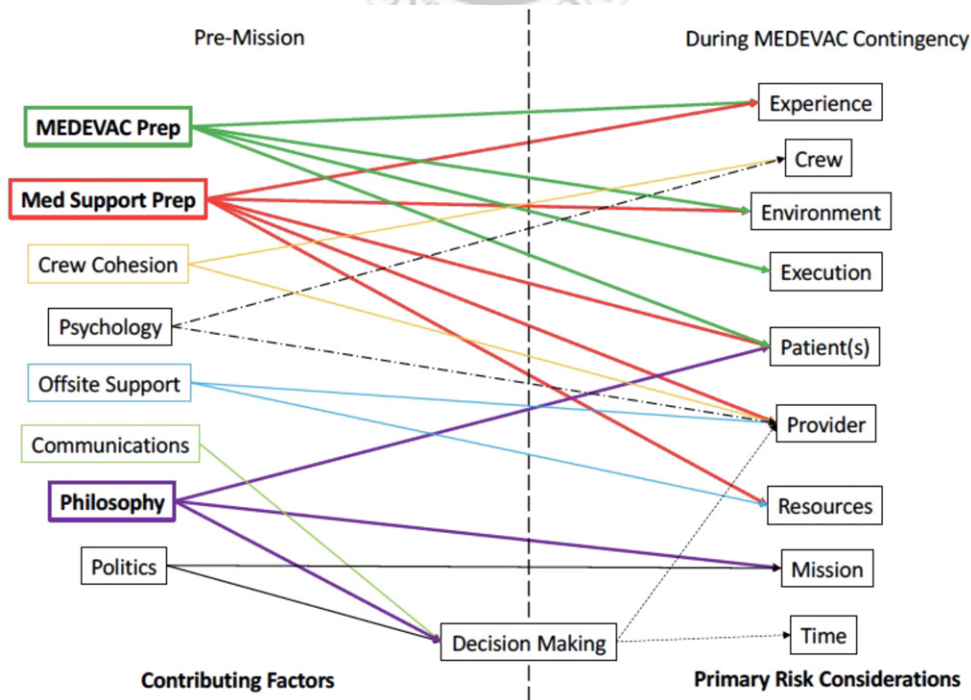 Pre-Mission
During MEDEVAC Contingency
MEDEVAC Prep
Med Support Prep
Crew Cohesion
Psychology
Offsite Support
Communications
Philosophy
Politics
Decision Making
Experience
Crew
Environment
Execution
Patient(s)
Provider
Resources
Mission
Time
Contributing Factors
Primary Risk Considerations